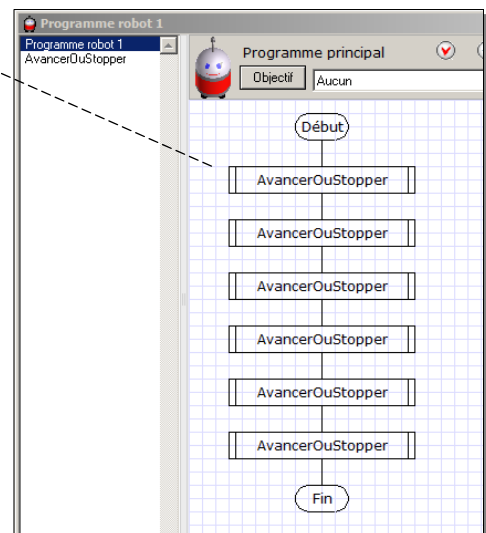 Programme robot 1
Programme robot 1
AvancerOuStopper
Programme principal
Objectif
Aucun
Début
AvancerOuStopper
AvancerOuStopper
AvancerOuStopper
AvancerOuStopper
AvancerOuStopper
AvancerOuStopper
Fin